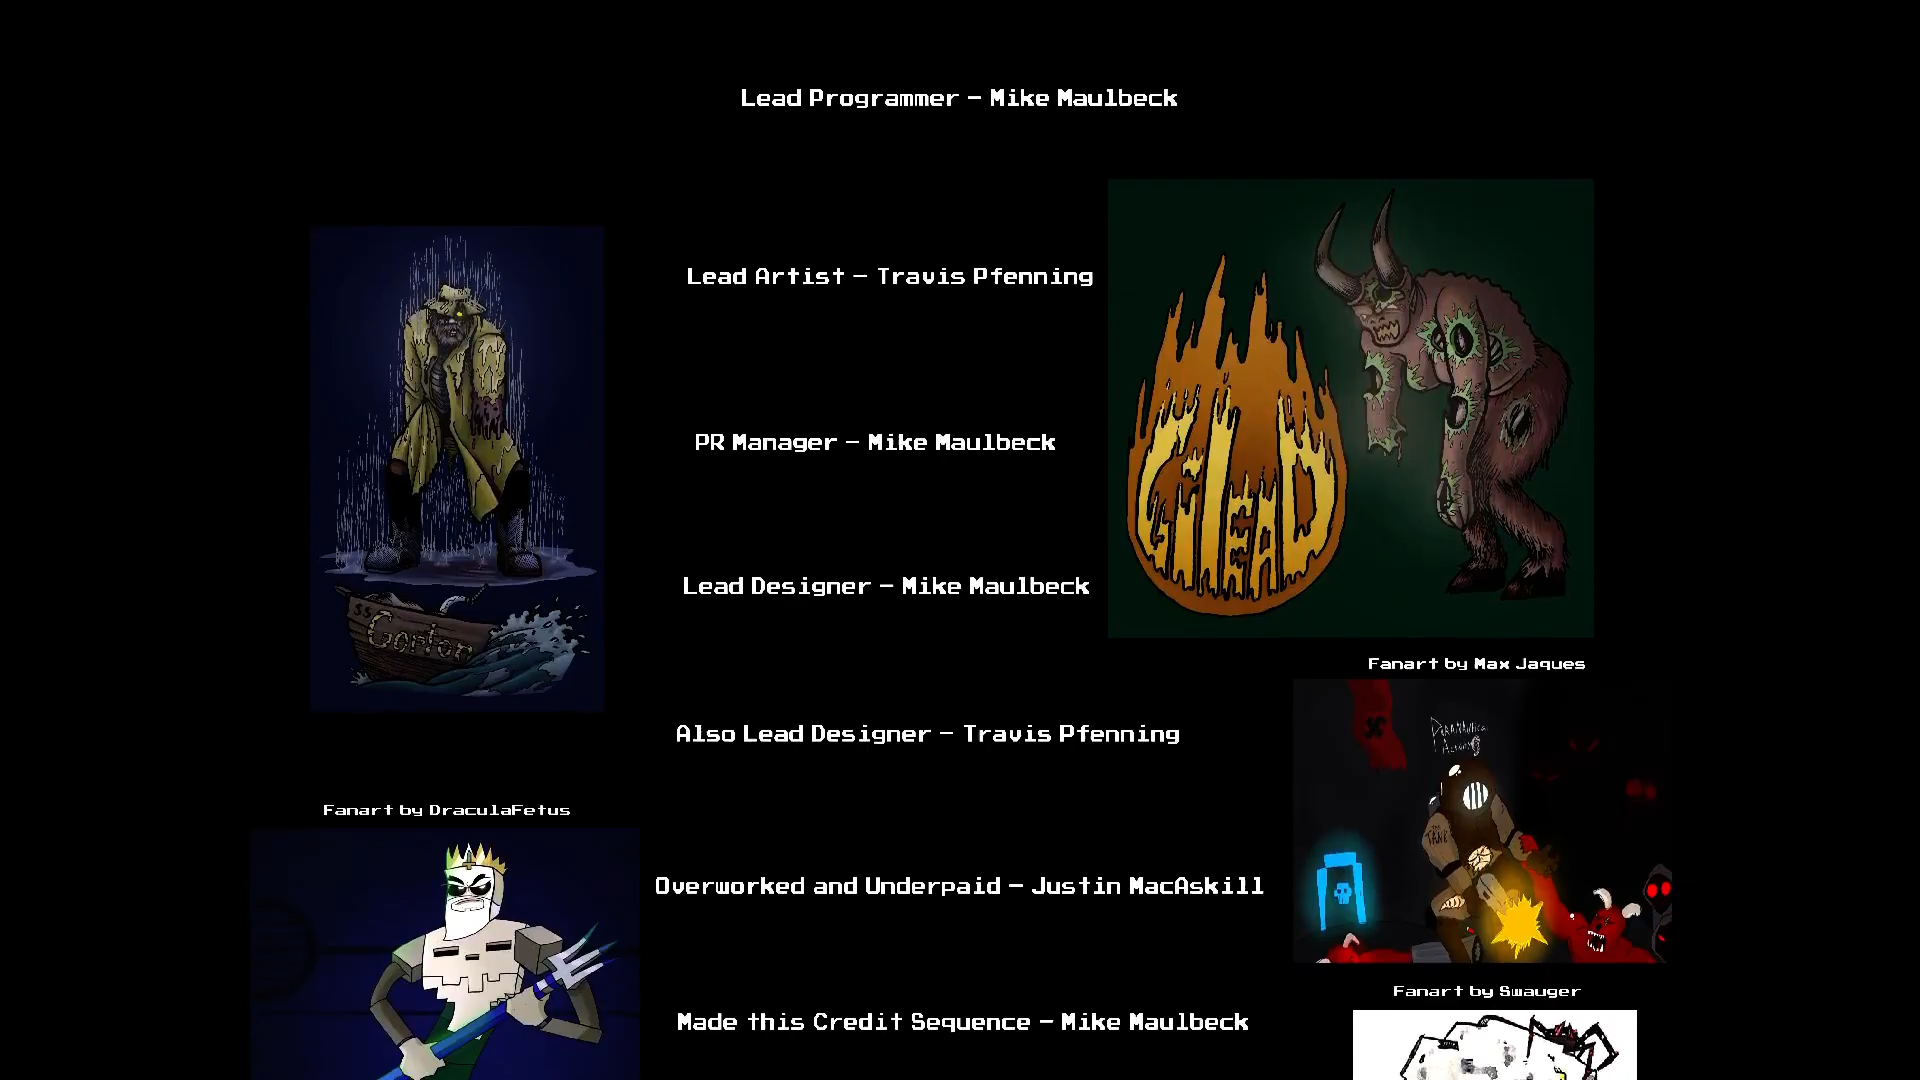 Lead Programmer - Mike Maulbeck
Lead Artist - Travis Pfenning
GiLEAD
PR Manager - Mike Maulbeck
Lead Designer - Mike Maulbeck
SS
Gorton
Fanart by Max Jaques
Also Lead Designer - Travis Pfenning
Fanart by DraculaFetus
THE
TANK
Overworked and Underpaid - Justin MacAskill
Fanart by Swauger
Made this Credit Sequence - Mike Maulbeck